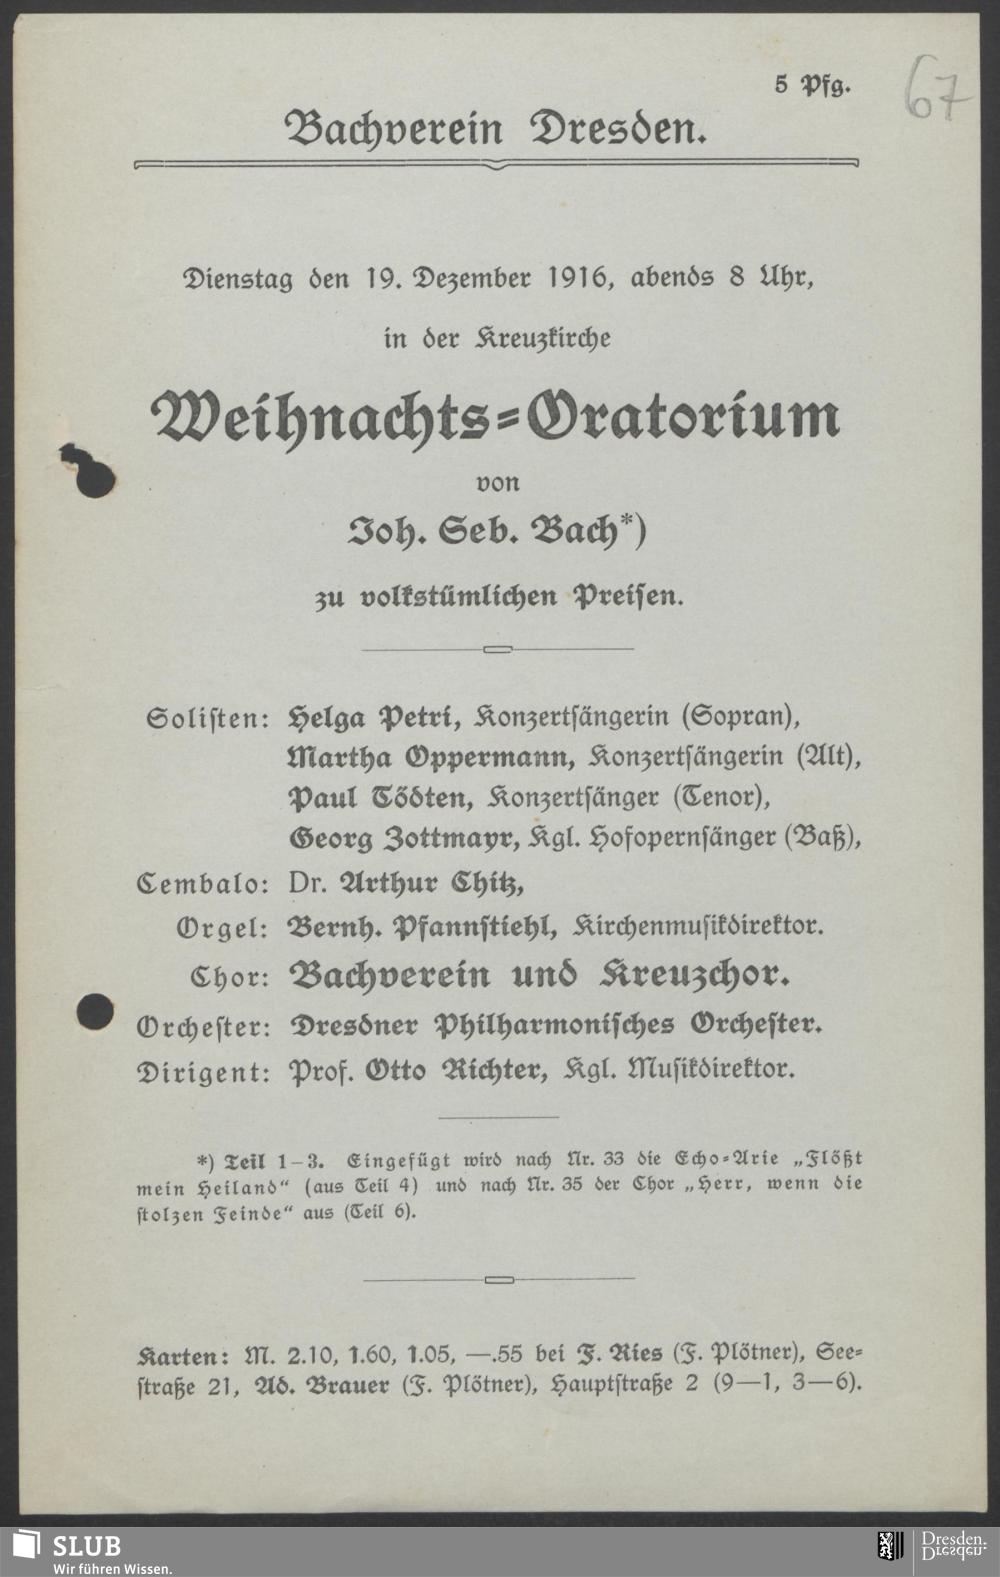 5 Pfg.
67
Bachverein Dresden.
Dienstag den 19. Dezember 1916, abends 8 Uhr,
in der Kreuzkirche
Weihnachts=Oratorium
von
Joh. Seb. Bach*)
zu volkstümlichen Preisen.
Solisten: Helga Petri, Konzertsängerin (Sopran),
Martha Oppermann, Konzertsängerin (Alt),
Paul Tödten, Konzertsänger (Tenor),
Georg Zottmayr, Kgl. Hofopernsänger (Baß),
Cembalo: Dr. Arthur Chitz,
Orgel: Bernh. Pfannstiehl, Kirchenmusikdirektor.
Chor: Bachverein und Kreuzchor.
Orchester: Dresdner Philharmonisches Orchester.
Dirigent: Prof. Otto Richter, Kgl. Musikdirektor.
*) Teil 1–3. Eingefügt wird nach Nr. 33 die Echo=Arie „Flößt
mein Heiland“ (aus Teil 4) und nach Nr. 35 der Chor „Herr, wenn die
stolzen Feinde“ aus (Teil 6).
Karten: M. 2.10, 1.60, 1.05, —.55 bei F. Ries (F. Plötner), See=
straße 21, Ad. Brauer (F. Plötner), Hauptstraße 2 (9—1, 3—6).
SLUB
Wir führen Wissen.
Dresden.
Dresden.